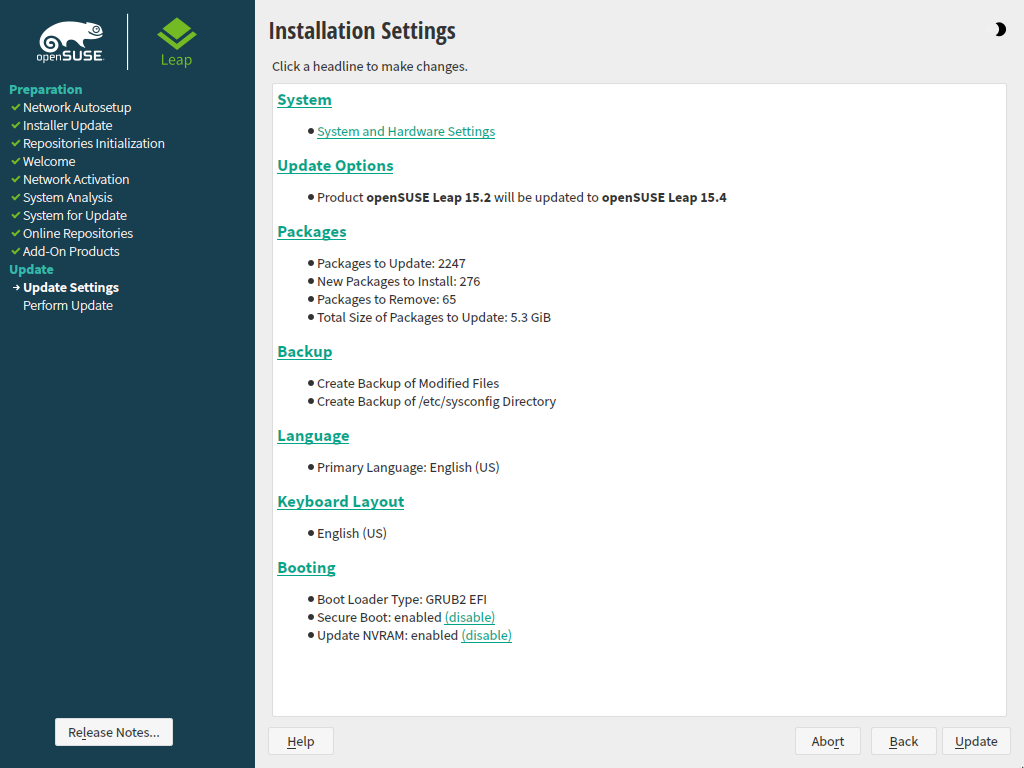 openSUSE
Leap
Preparation
Network Autosetup
Installer Update
Repositories Initialization
Welcome
Network Activation
System Analysis
System for Update
Online Repositories
Add-On Products
Update
Update Settings
Perform Update
Release Notes...
Installation Settings
Click a headline to make changes.
System
System and Hardware Settings
Update Options
Product openSUSE Leap 15.2 will be updated to openSUSE Leap 15.4
Packages
Packages to Update: 2247
New Packages to Install: 276
Packages to Remove: 65
Total Size of Packages to Update: 5.3 GiB
Backup
Create Backup of Modified Files
Create Backup of /etc/sysconfig Directory
Language
Primary Language: English (US)
Keyboard Layout
English (US)
Booting
Boot Loader Type: GRUB2 EFI
Secure Boot: enabled (disable)
Update NVRAM: enabled (disable)
Help
Abort
Back
Update